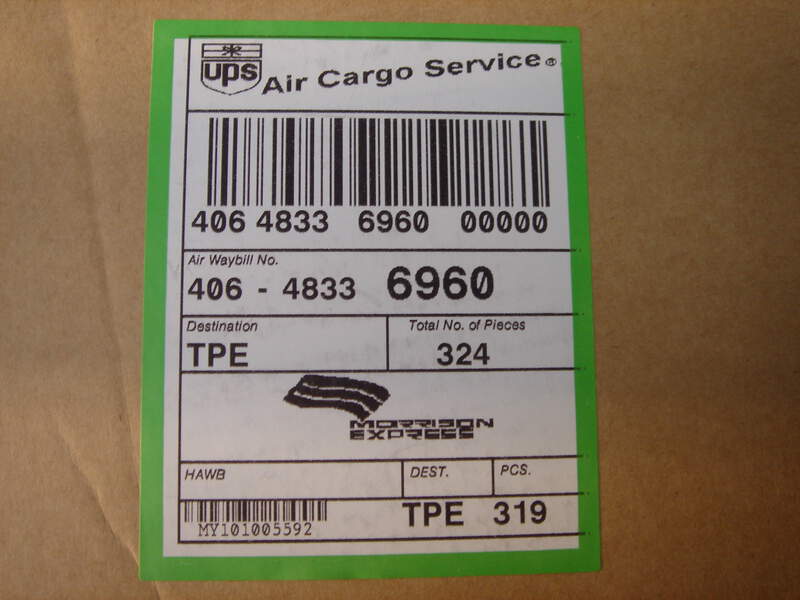 ups Air Cargo Service®
406 4833 6960 00000
Air Waybill No.
406 - 4833 6960
Destination Total No. of Pieces
TPE 324
MORRISON
EXPRESS
HAWB DEST. PCS.
MY101005592 TPE 319